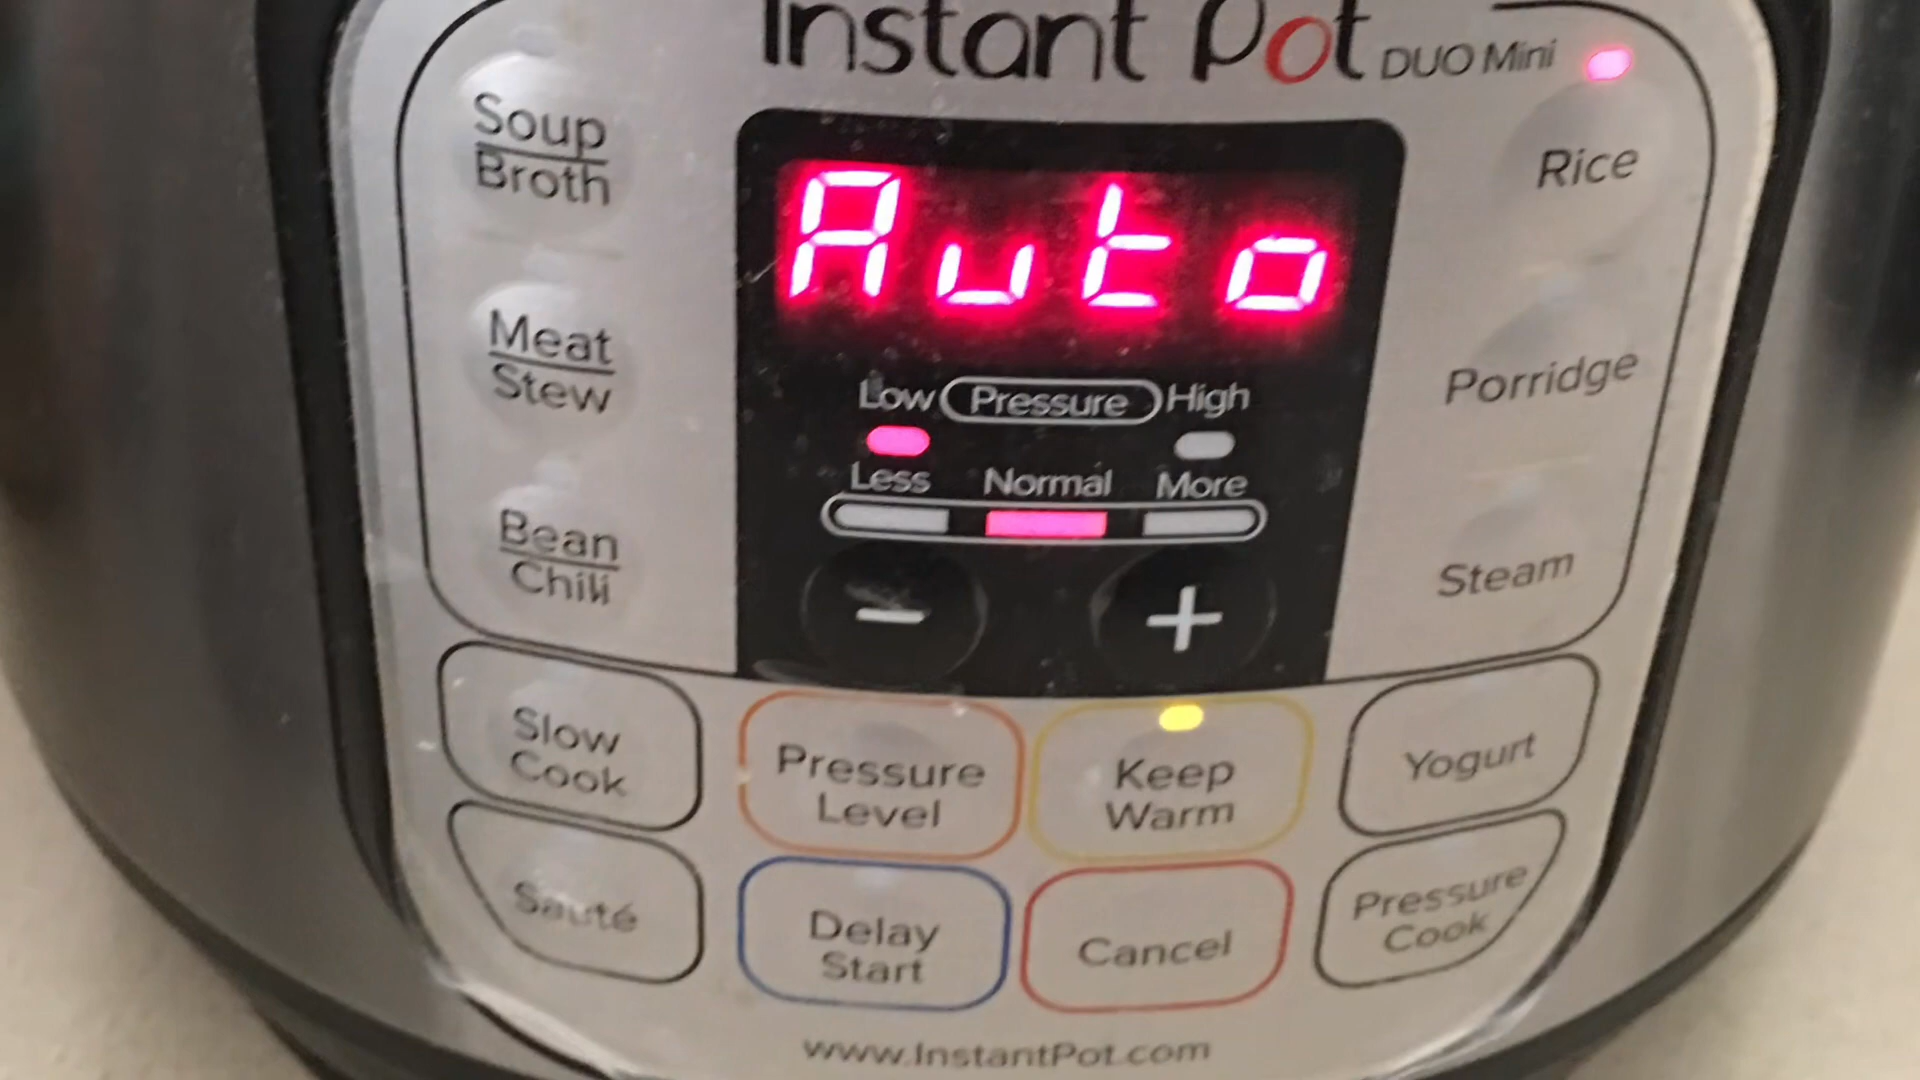 Instant Pot DUO Mini
Soup
Broth
Meat
Stew
Bean
Chili
Auto
Low Pressure High
Less Normal More
− +
Rice
Porridge
Steam
Slow
Cook
Sauté
Pressure
Level
Keep
Warm
Delay
Start
Cancel
Yogurt
Pressure
Cook
www.InstantPot.com